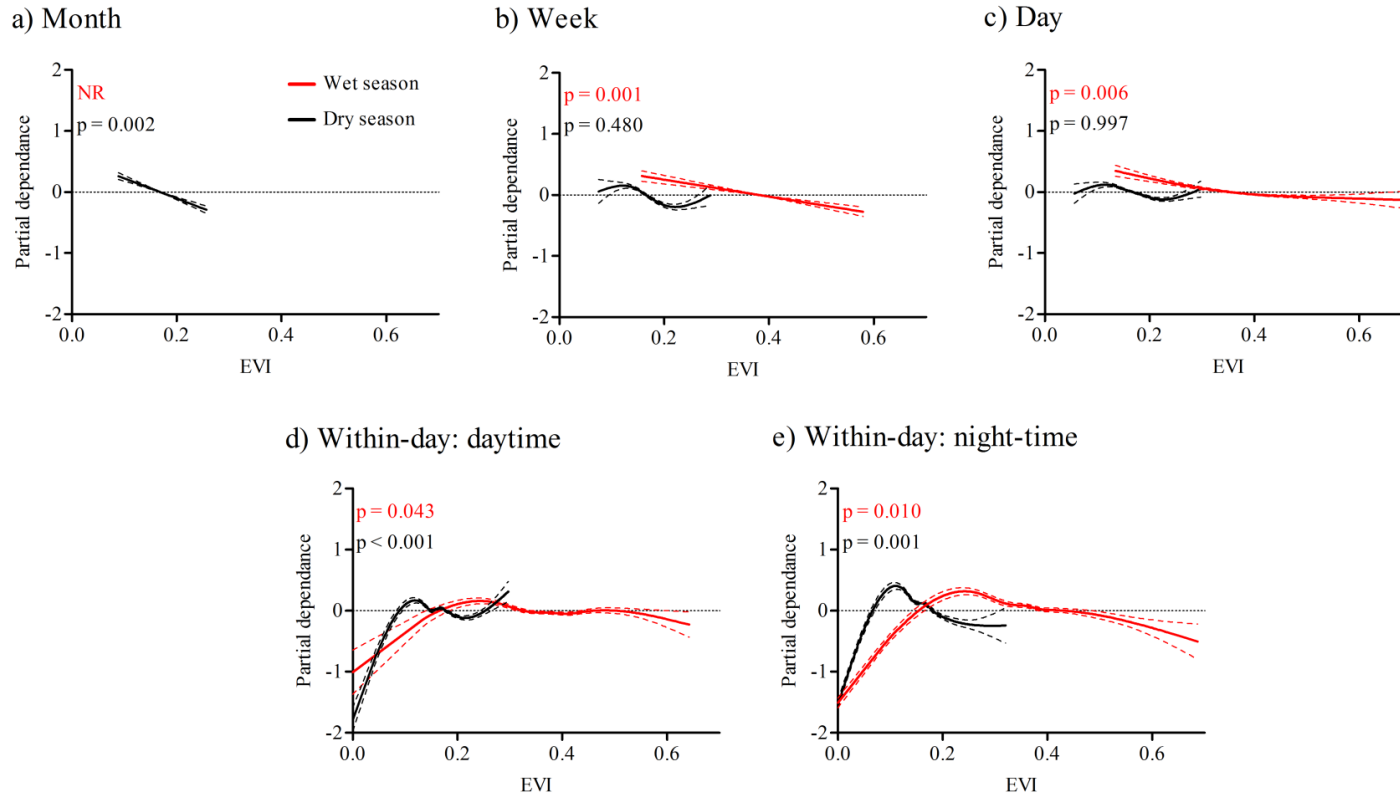 a) Month
b) Week
c) Day
Partial dependance
2
1
0
-1
-2
NR
p = 0.002
Wet season
Dry season
0.0 0.2 0.4 0.6
EVI
Partial dependance
2
1
0
-1
-2
p = 0.001
p = 0.480
0.0 0.2 0.4 0.6
EVI
Partial dependance
2
1
0
-1
-2
p = 0.006
p = 0.997
0.0 0.2 0.4 0.6
EVI
d) Within-day: daytime
e) Within-day: night-time
Partial dependance
2
1
0
-1
-2
p = 0.043
p < 0.001
0.0 0.2 0.4 0.6
EVI
Partial dependance
2
1
0
-1
-2
p = 0.010
p = 0.001
0.0 0.2 0.4 0.6
EVI